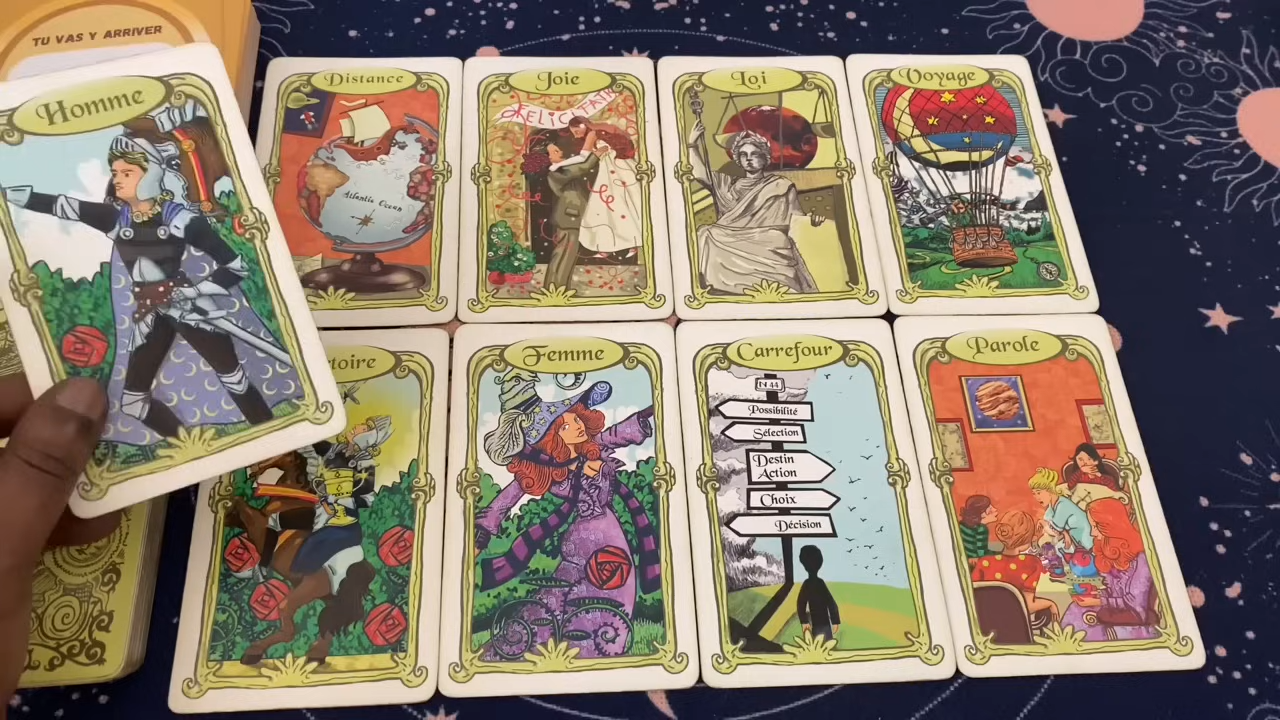 TU VAS Y ARRIVER
Homme
Distance
Atlantic Ocean
Joie
Loi
Voyage
toire
Femme
Carrefour
N 44
Possibilité
Sélection
Destin
Action
Choix
Décision
Parole